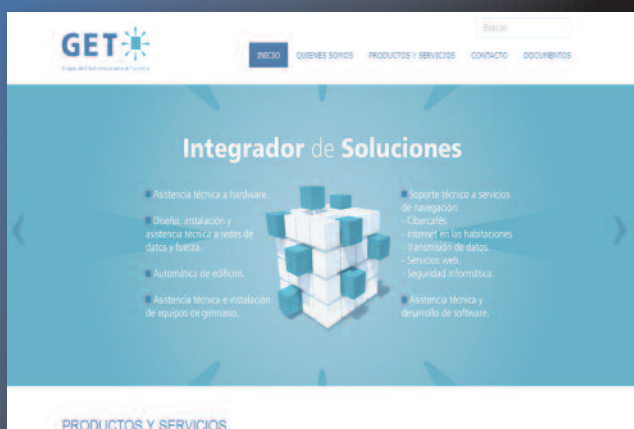 Buscar
GET
INICIO QUIENES SOMOS PRODUCTOS Y SERVICIOS CONTACTO DOCUMENTOS
Integrador de Soluciones
Asistencia técnica a hardware
Diseño, instalación y
asistencia técnica a redes de
datos y fuerza.
Automática de edificios
Asistencia técnica e instalación
de equipos de gimnasio.
Soporte técnico a servicios
de navegación:
- Cibercafés.
- Internet en las habitaciones.
- Transmisión de datos.
- Servicios web.
- Seguridad informática.
Asistencia técnica y
desarrollo de software.
PRODUCTOS Y SERVICIOS